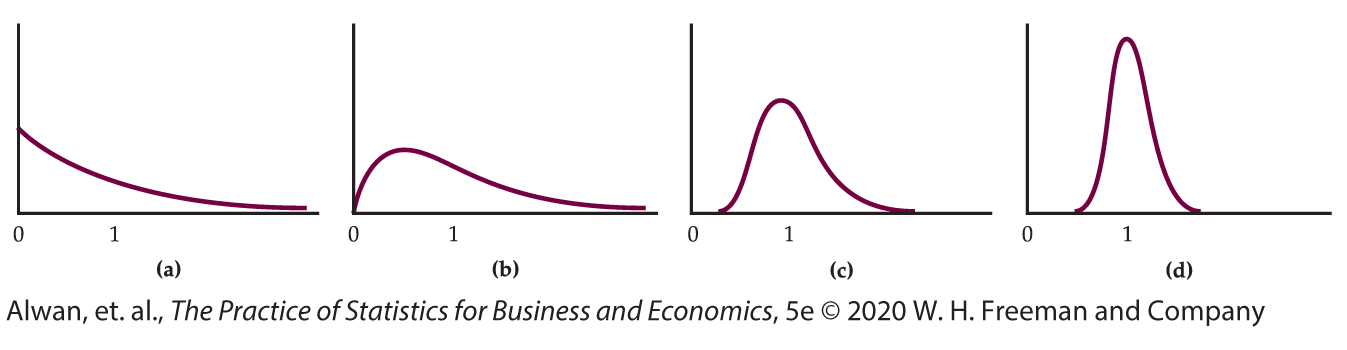 0 1 0 1 0 1 0 1
(a) (b) (c) (d)
Alwan, et. al., The Practice of Statistics for Business and Economics, 5e © 2020 W. H. Freeman and Company